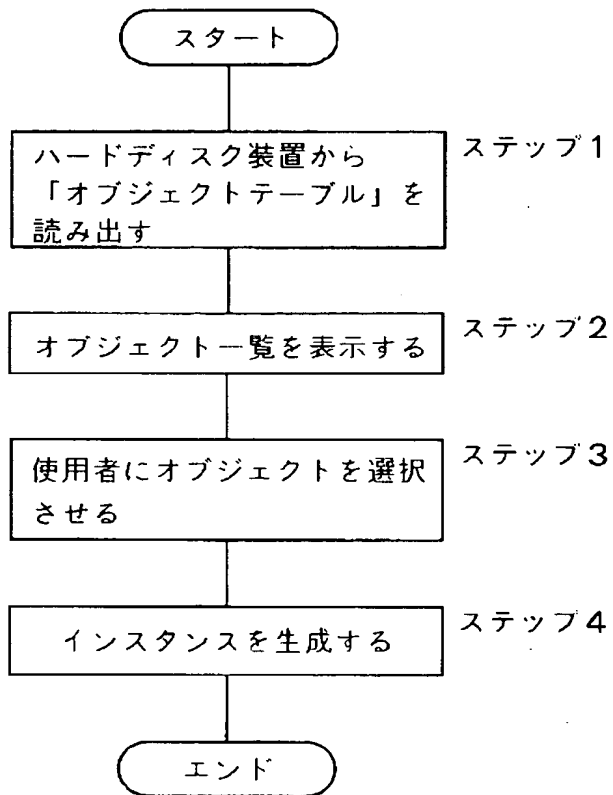 スタート
ステップ1
ハードディスク装置から
「オブジェクトテーブル」を
読み出す
ステップ2
オブジェクト一覧を表示する
ステップ3
使用者にオブジェクトを選択
させる
ステップ4
インスタンスを生成する
エンド